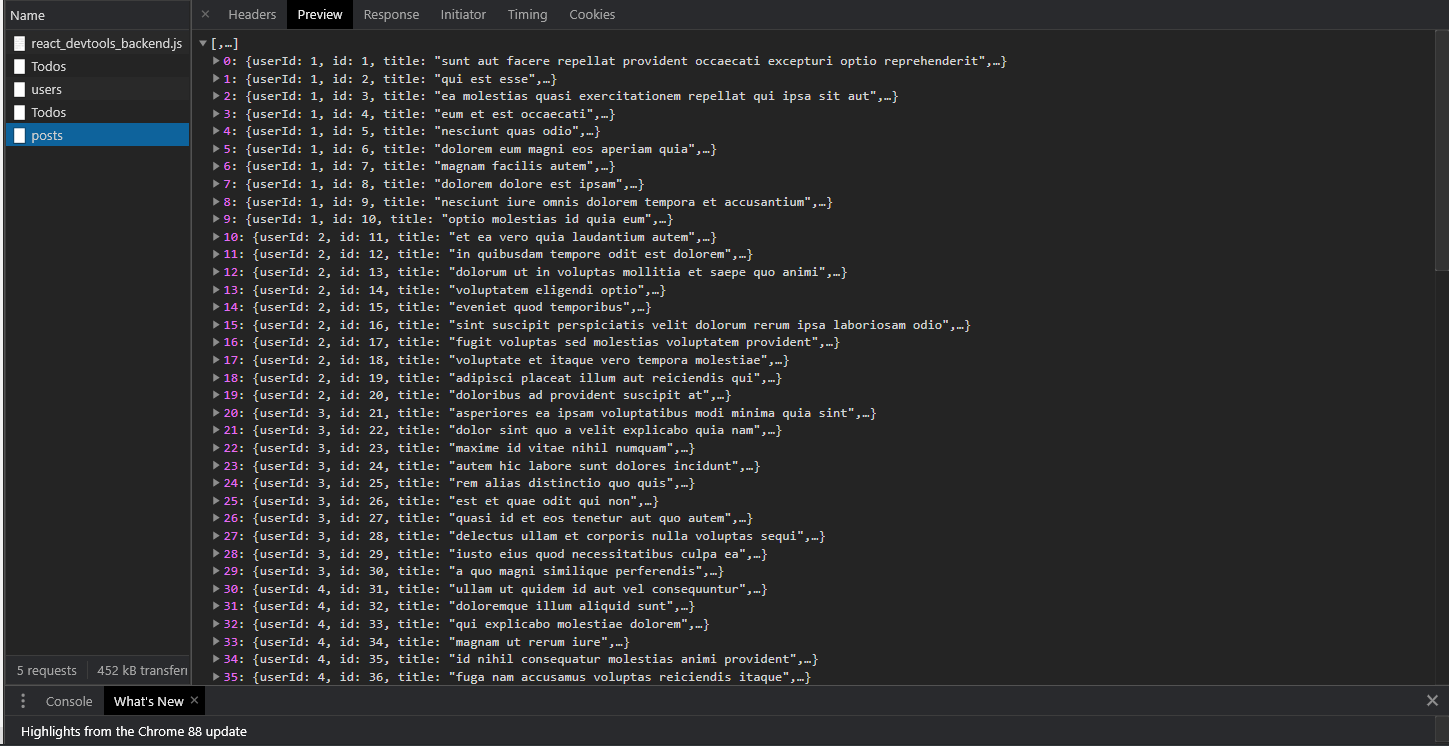 Name
× Headers Preview Response Initiator Timing Cookies
react_devtools_backend.js
Todos
users
Todos
posts
▼[,…]
▶0: {userId: 1, id: 1, title: "sunt aut facere repellat provident occaecati excepturi optio reprehenderit",…}
▶1: {userId: 1, id: 2, title: "qui est esse",…}
▶2: {userId: 1, id: 3, title: "ea molestias quasi exercitationem repellat qui ipsa sit aut",…}
▶3: {userId: 1, id: 4, title: "eum et est occaecati",…}
▶4: {userId: 1, id: 5, title: "nesciunt quas odio",…}
▶5: {userId: 1, id: 6, title: "dolorem eum magni eos aperiam quia",…}
▶6: {userId: 1, id: 7, title: "magnam facilis autem",…}
▶7: {userId: 1, id: 8, title: "dolorem dolore est ipsam",…}
▶8: {userId: 1, id: 9, title: "nesciunt iure omnis dolorem tempora et accusantium",…}
▶9: {userId: 1, id: 10, title: "optio molestias id quia eum",…}
▶10: {userId: 2, id: 11, title: "et ea vero quia laudantium autem",…}
▶11: {userId: 2, id: 12, title: "in quibusdam tempore odit est dolorem",…}
▶12: {userId: 2, id: 13, title: "dolorum ut in voluptas mollitia et saepe quo animi",…}
▶13: {userId: 2, id: 14, title: "voluptatem eligendi optio",…}
▶14: {userId: 2, id: 15, title: "eveniet quod temporibus",…}
▶15: {userId: 2, id: 16, title: "sint suscipit perspiciatis velit dolorum rerum ipsa laboriosam odio",…}
▶16: {userId: 2, id: 17, title: "fugit voluptas sed molestias voluptatem provident",…}
▶17: {userId: 2, id: 18, title: "voluptate et itaque vero tempora molestiae",…}
▶18: {userId: 2, id: 19, title: "adipisci placeat illum aut reiciendis qui",…}
▶19: {userId: 2, id: 20, title: "doloribus ad provident suscipit at",…}
▶20: {userId: 3, id: 21, title: "asperiores ea ipsam voluptatibus modi minima quia sint",…}
▶21: {userId: 3, id: 22, title: "dolor sint quo a velit explicabo quia nam",…}
▶22: {userId: 3, id: 23, title: "maxime id vitae nihil numquam",…}
▶23: {userId: 3, id: 24, title: "autem hic labore sunt dolores incidunt",…}
▶24: {userId: 3, id: 25, title: "rem alias distinctio quo quis",…}
▶25: {userId: 3, id: 26, title: "est et quae odit qui non",…}
▶26: {userId: 3, id: 27, title: "quasi id et eos tenetur aut quo autem",…}
▶27: {userId: 3, id: 28, title: "delectus ullam et corporis nulla voluptas sequi",…}
▶28: {userId: 3, id: 29, title: "iusto eius quod necessitatibus culpa ea",…}
▶29: {userId: 3, id: 30, title: "a quo magni similique perferendis",…}
▶30: {userId: 4, id: 31, title: "ullam ut quidem id aut vel consequuntur",…}
▶31: {userId: 4, id: 32, title: "doloremque illum aliquid sunt",…}
▶32: {userId: 4, id: 33, title: "qui explicabo molestiae dolorem",…}
▶33: {userId: 4, id: 34, title: "magnam ut rerum iure",…}
▶34: {userId: 4, id: 35, title: "id nihil consequatur molestias animi provident",…}
▶35: {userId: 4, id: 36, title: "fuga nam accusamus voluptas reiciendis itaque",…}
5 requests 452 kB transferr
Console What's New × ×
Highlights from the Chrome 88 update